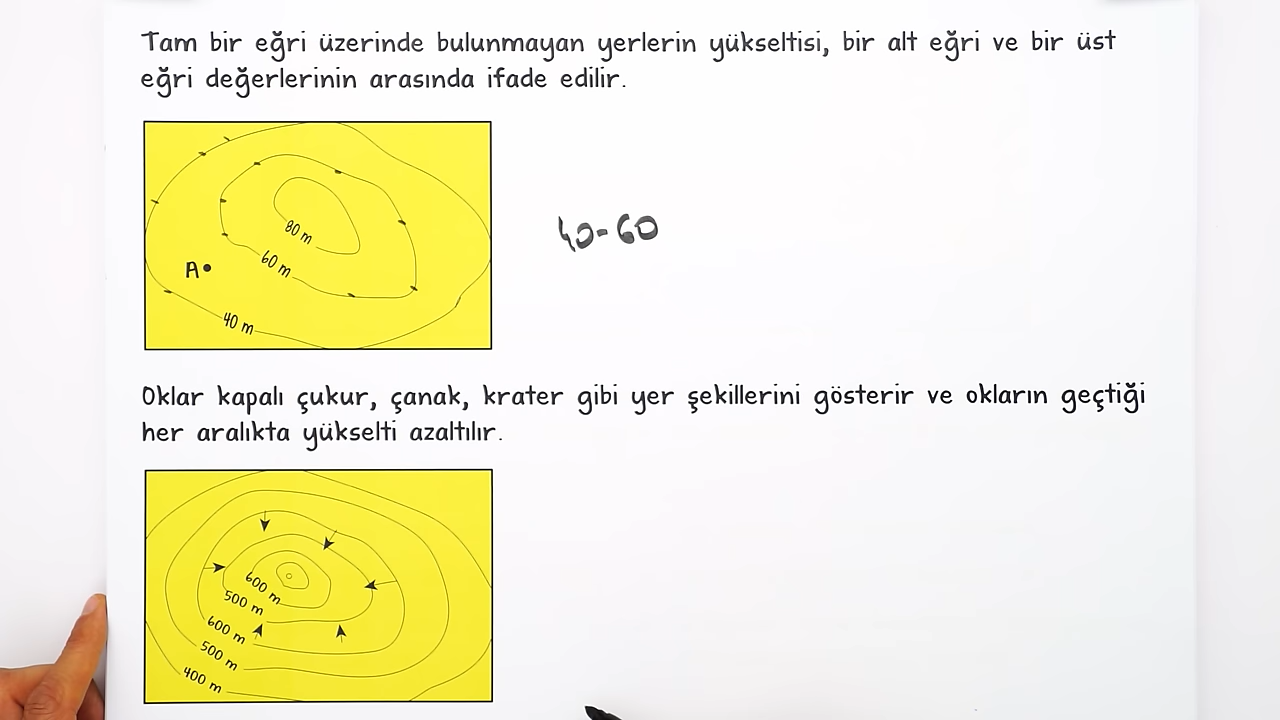 Tam bir eğri üzerinde bulunmayan yerlerin yükseltisi, bir alt eğri ve bir üst
eğri değerlerinin arasında ifade edilir.
80 m
60 m
A
40 m
40-60
Oklar kapalı çukur, çanak, krater gibi yer şekillerini gösterir ve okların geçtiği
her aralıkta yükselti azaltılır.
600 m
500 m
600 m
500 m
400 m